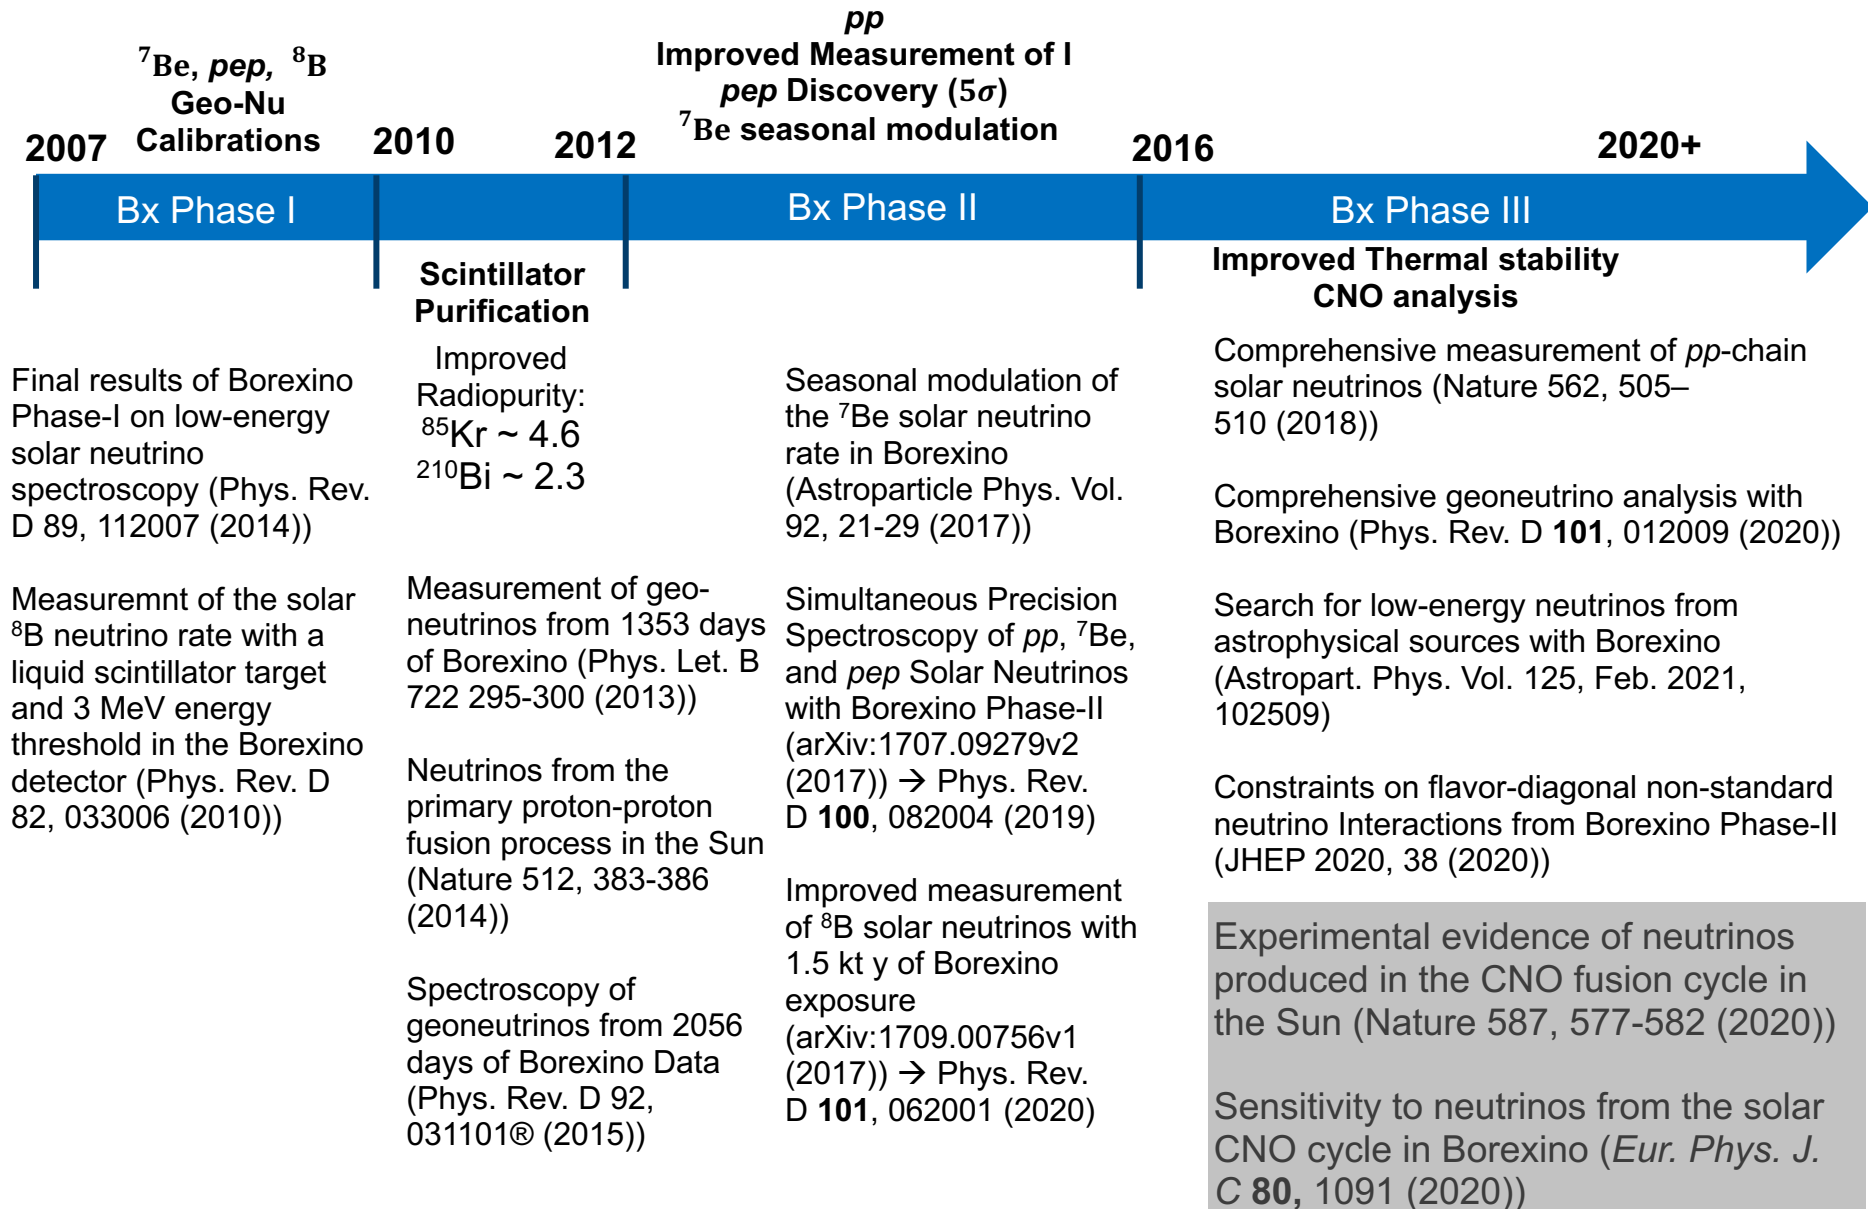 ⁷Be, pep, ⁸B
Geo-Nu
Calibrations
pp
Improved Measurement of I
pep Discovery (5σ)
⁷Be seasonal modulation
2007
2010
2012
2016
2020+
Bx Phase I
Bx Phase II
Bx Phase III
Final results of Borexino
Phase-I on low-energy
solar neutrino
spectroscopy (Phys. Rev.
D 89, 112007 (2014))
Measuremnt of the solar
⁸B neutrino rate with a
liquid scintillator target
and 3 MeV energy
threshold in the Borexino
detector (Phys. Rev. D
82, 033006 (2010))
Scintillator
Purification
Improved
Radiopurity:
⁸⁵Kr ~ 4.6
²¹⁰Bi ~ 2.3
Measurement of geo-
neutrinos from 1353 days
of Borexino (Phys. Let. B
722 295-300 (2013))
Neutrinos from the
primary proton-proton
fusion process in the Sun
(Nature 512, 383-386
(2014))
Spectroscopy of
geoneutrinos from 2056
days of Borexino Data
(Phys. Rev. D 92,
031101® (2015))
Seasonal modulation of
the ⁷Be solar neutrino
rate in Borexino
(Astroparticle Phys. Vol.
92, 21-29 (2017))
Simultaneous Precision
Spectroscopy of pp, ⁷Be,
and pep Solar Neutrinos
with Borexino Phase-II
(arXiv:1707.09279v2
(2017)) → Phys. Rev.
D 100, 082004 (2019)
Improved measurement
of ⁸B solar neutrinos with
1.5 kt y of Borexino
exposure
(arXiv:1709.00756v1
(2017)) → Phys. Rev.
D 101, 062001 (2020)
Improved Thermal stability
CNO analysis
Comprehensive measurement of pp-chain
solar neutrinos (Nature 562, 505–
510 (2018))
Comprehensive geoneutrino analysis with
Borexino (Phys. Rev. D 101, 012009 (2020))
Search for low-energy neutrinos from
astrophysical sources with Borexino
(Astropart. Phys. Vol. 125, Feb. 2021,
102509)
Constraints on flavor-diagonal non-standard
neutrino Interactions from Borexino Phase-II
(JHEP 2020, 38 (2020))
Experimental evidence of neutrinos
produced in the CNO fusion cycle in
the Sun (Nature 587, 577-582 (2020))
Sensitivity to neutrinos from the solar
CNO cycle in Borexino (Eur. Phys. J.
C 80, 1091 (2020))